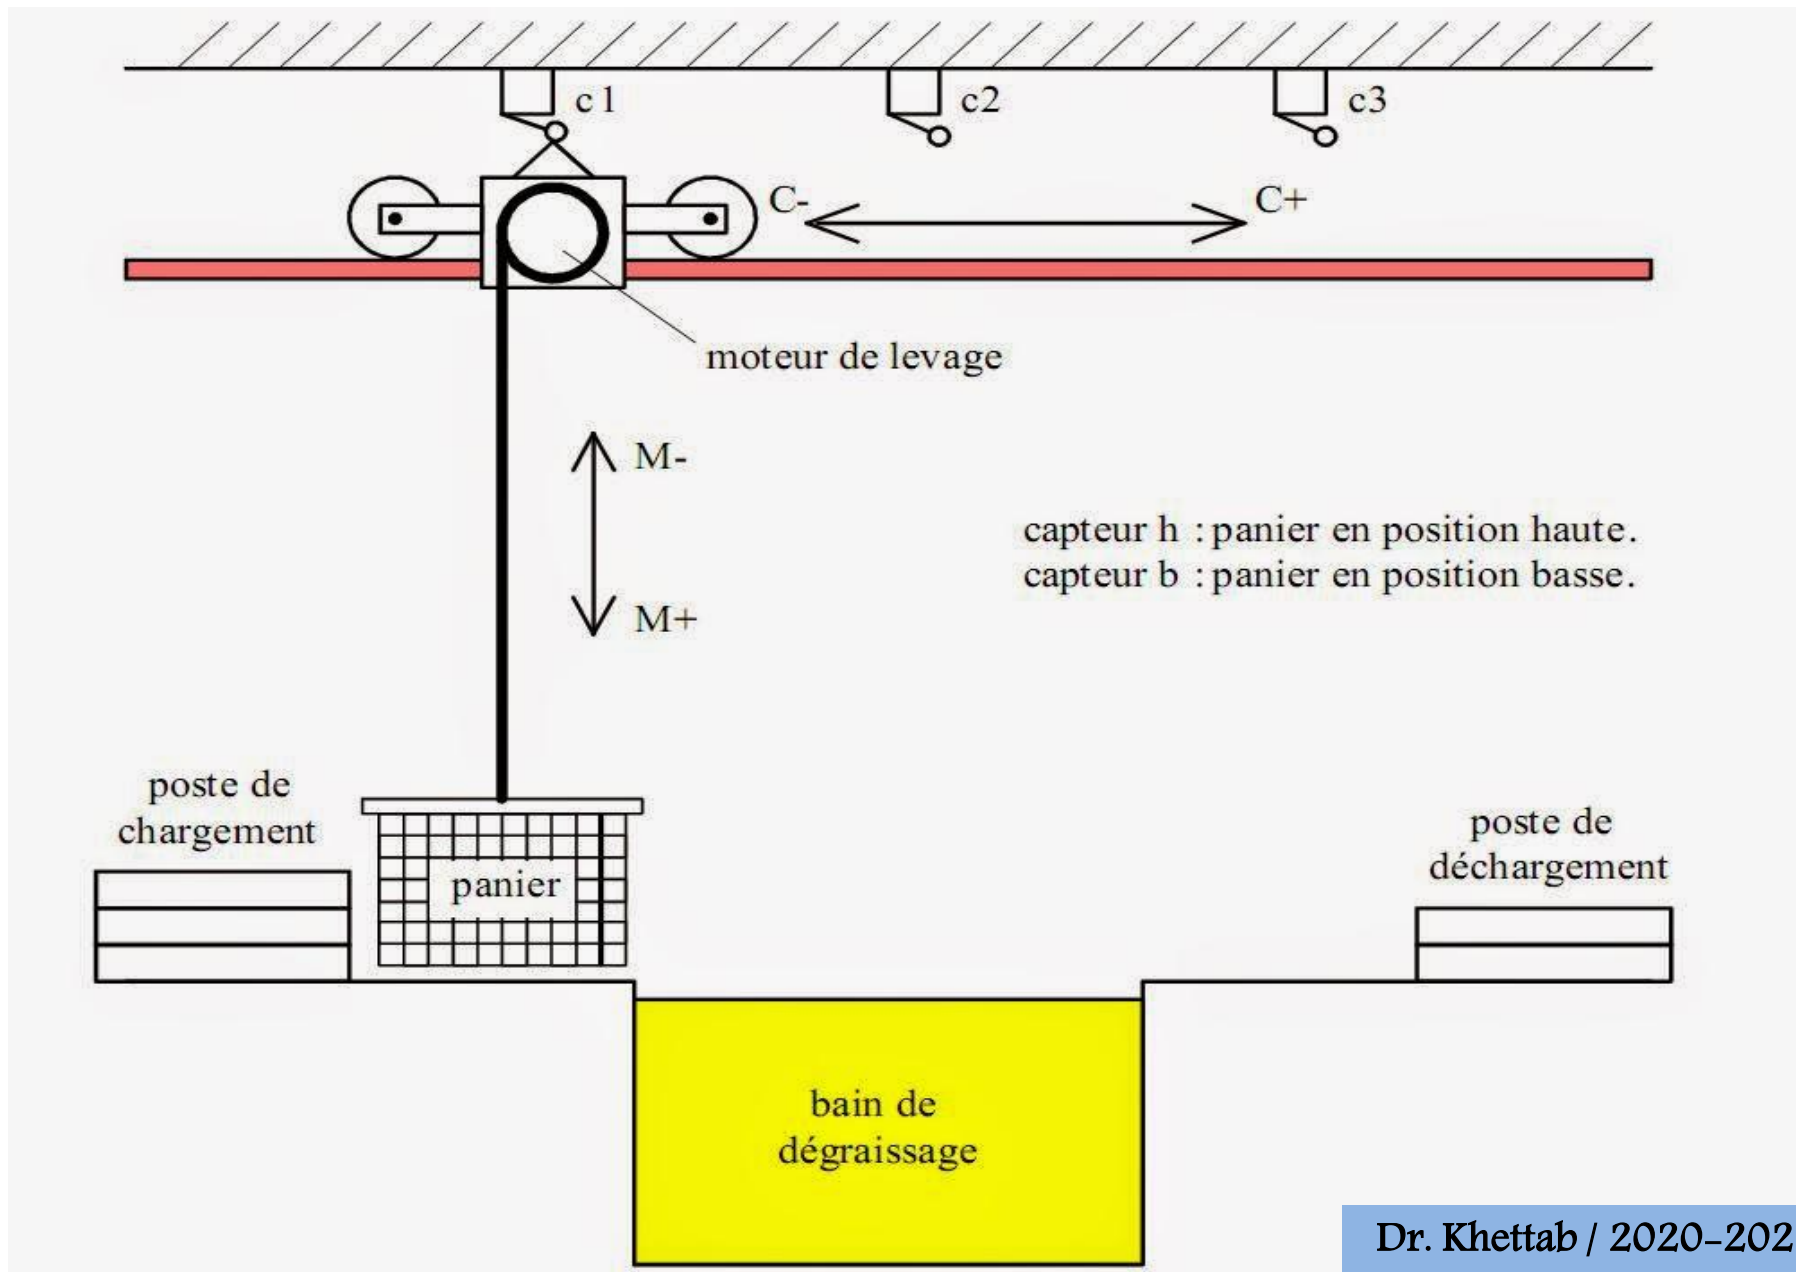 c1
c2
c3
C-
C+
moteur de levage
M-
M+
capteur h : panier en position haute.
capteur b : panier en position basse.
poste de
chargement
panier
poste de
déchargement
bain de
dégraissage
Dr. Khettab / 2020-202